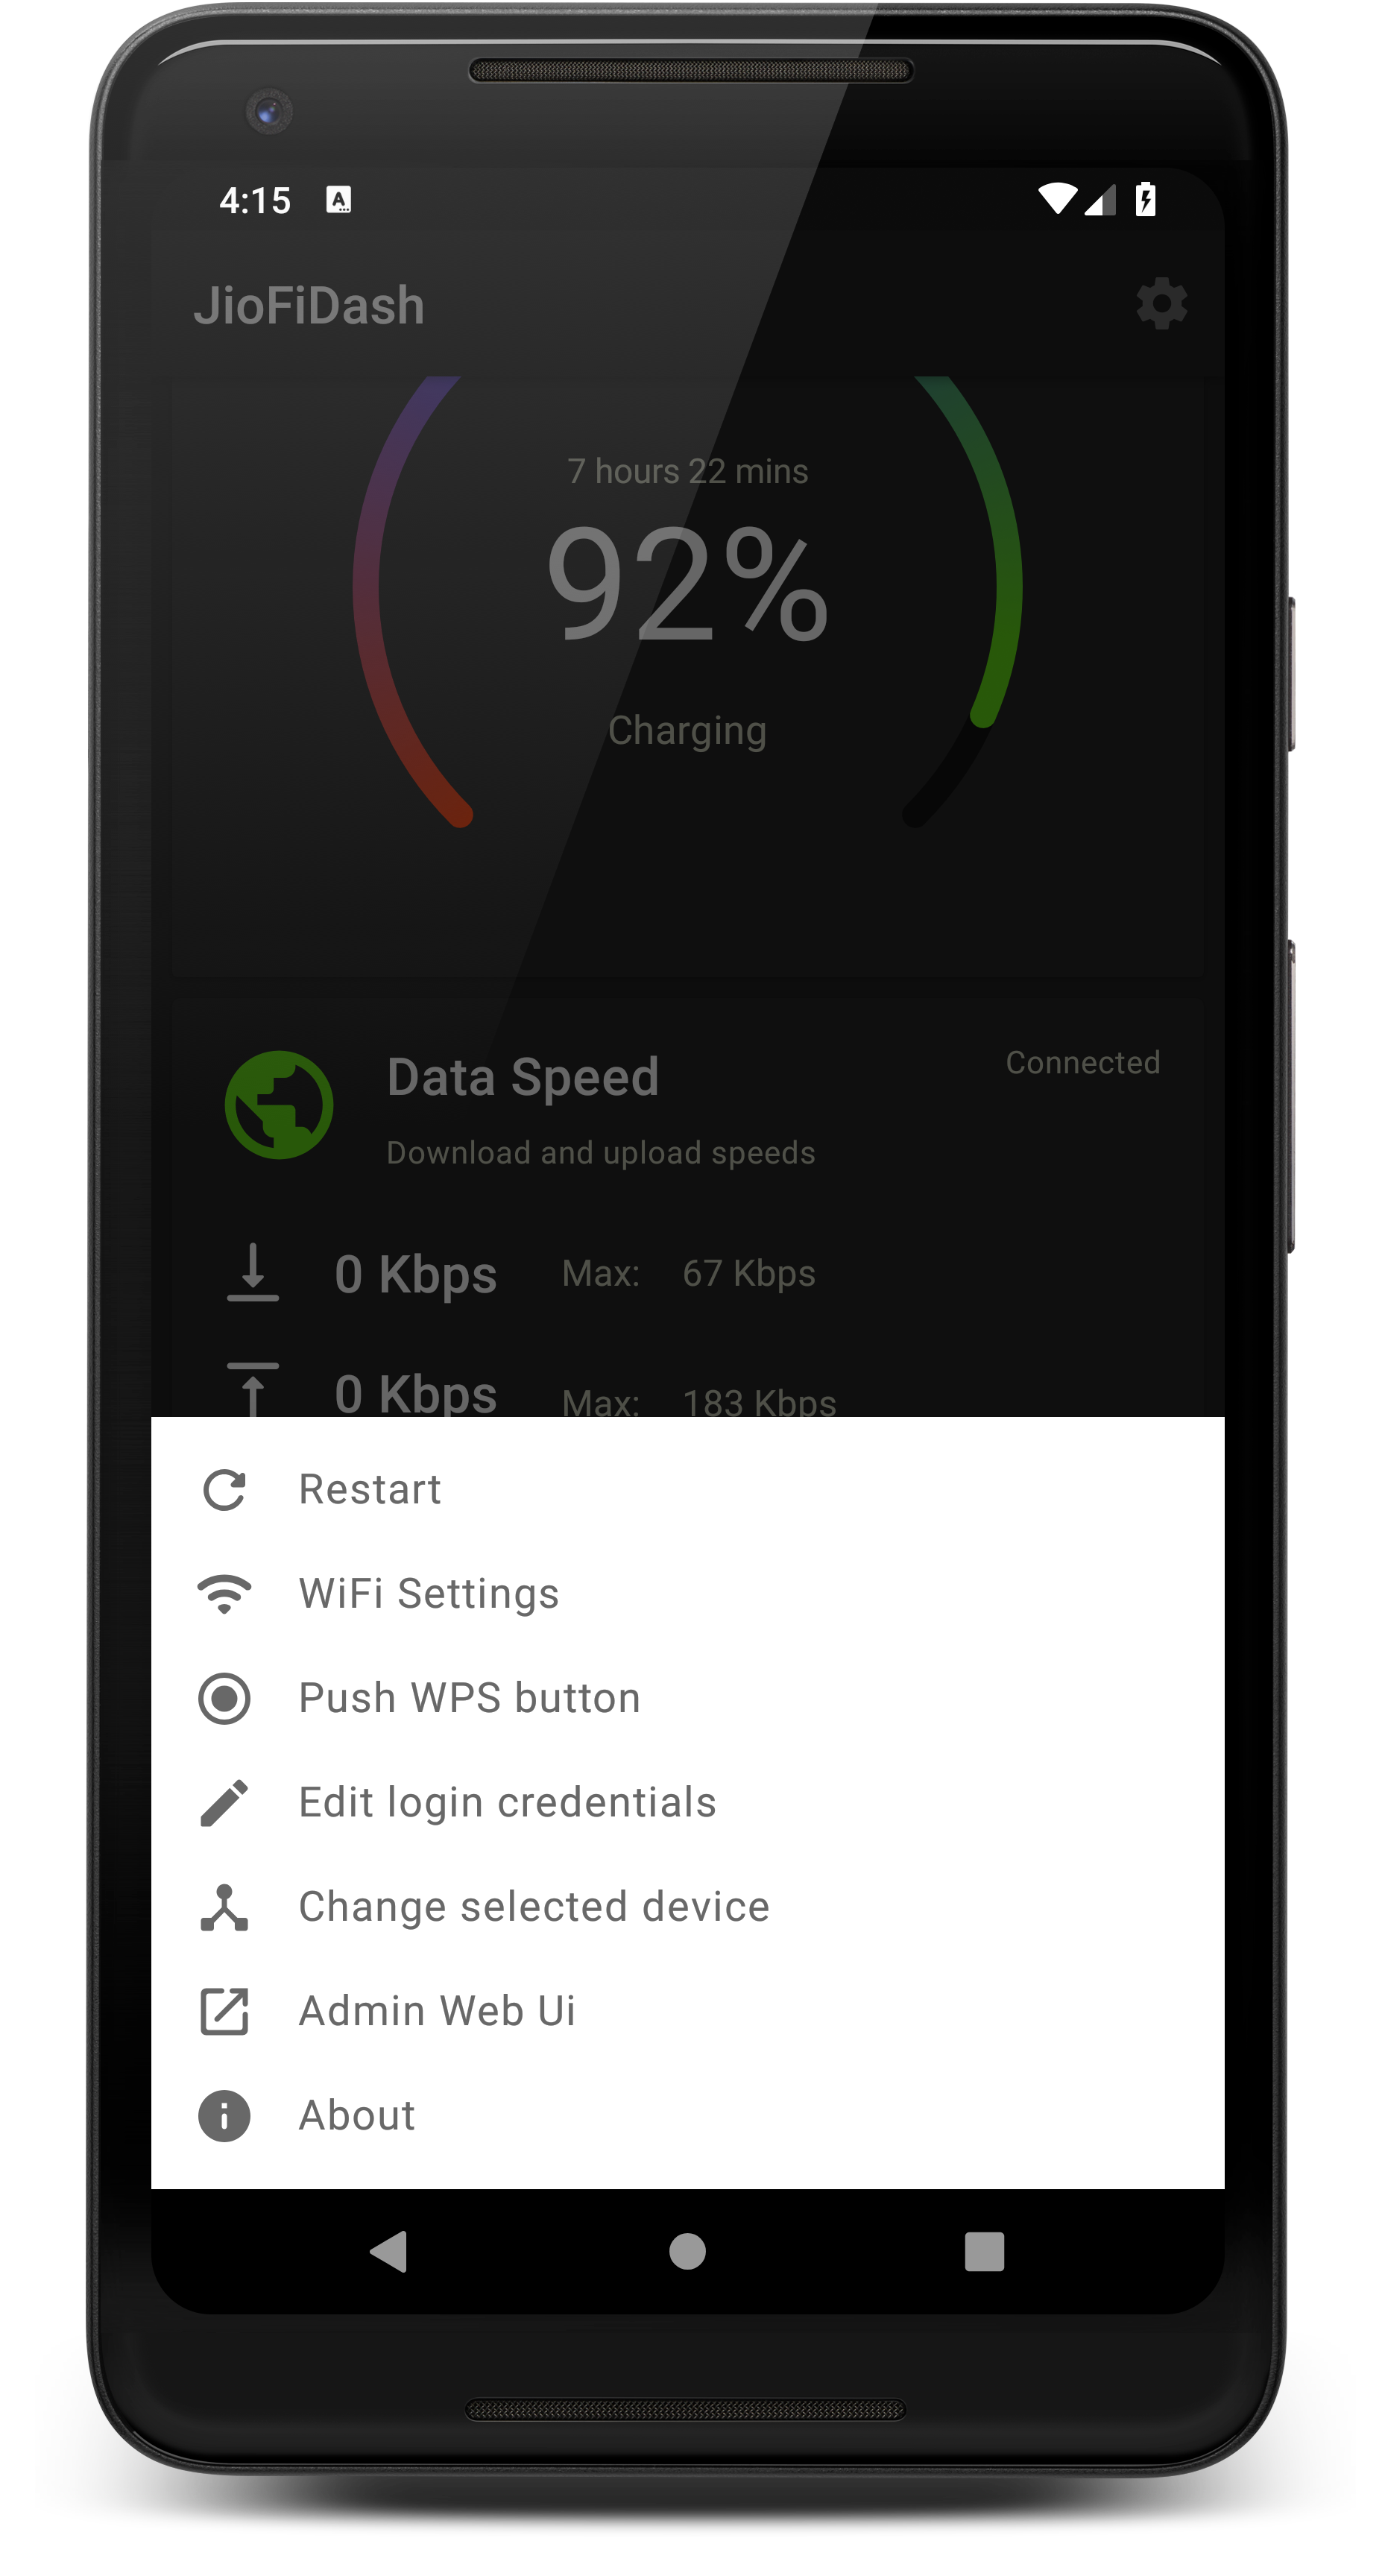 4:15
JioFiDash
7 hours 22 mins
92%
Charging
Data Speed
Connected
Download and upload speeds
0 Kbps Max: 67 Kbps
0 Kbps Max: 183 Kbps
Restart
WiFi Settings
Push WPS button
Edit login credentials
Change selected device
Admin Web Ui
About